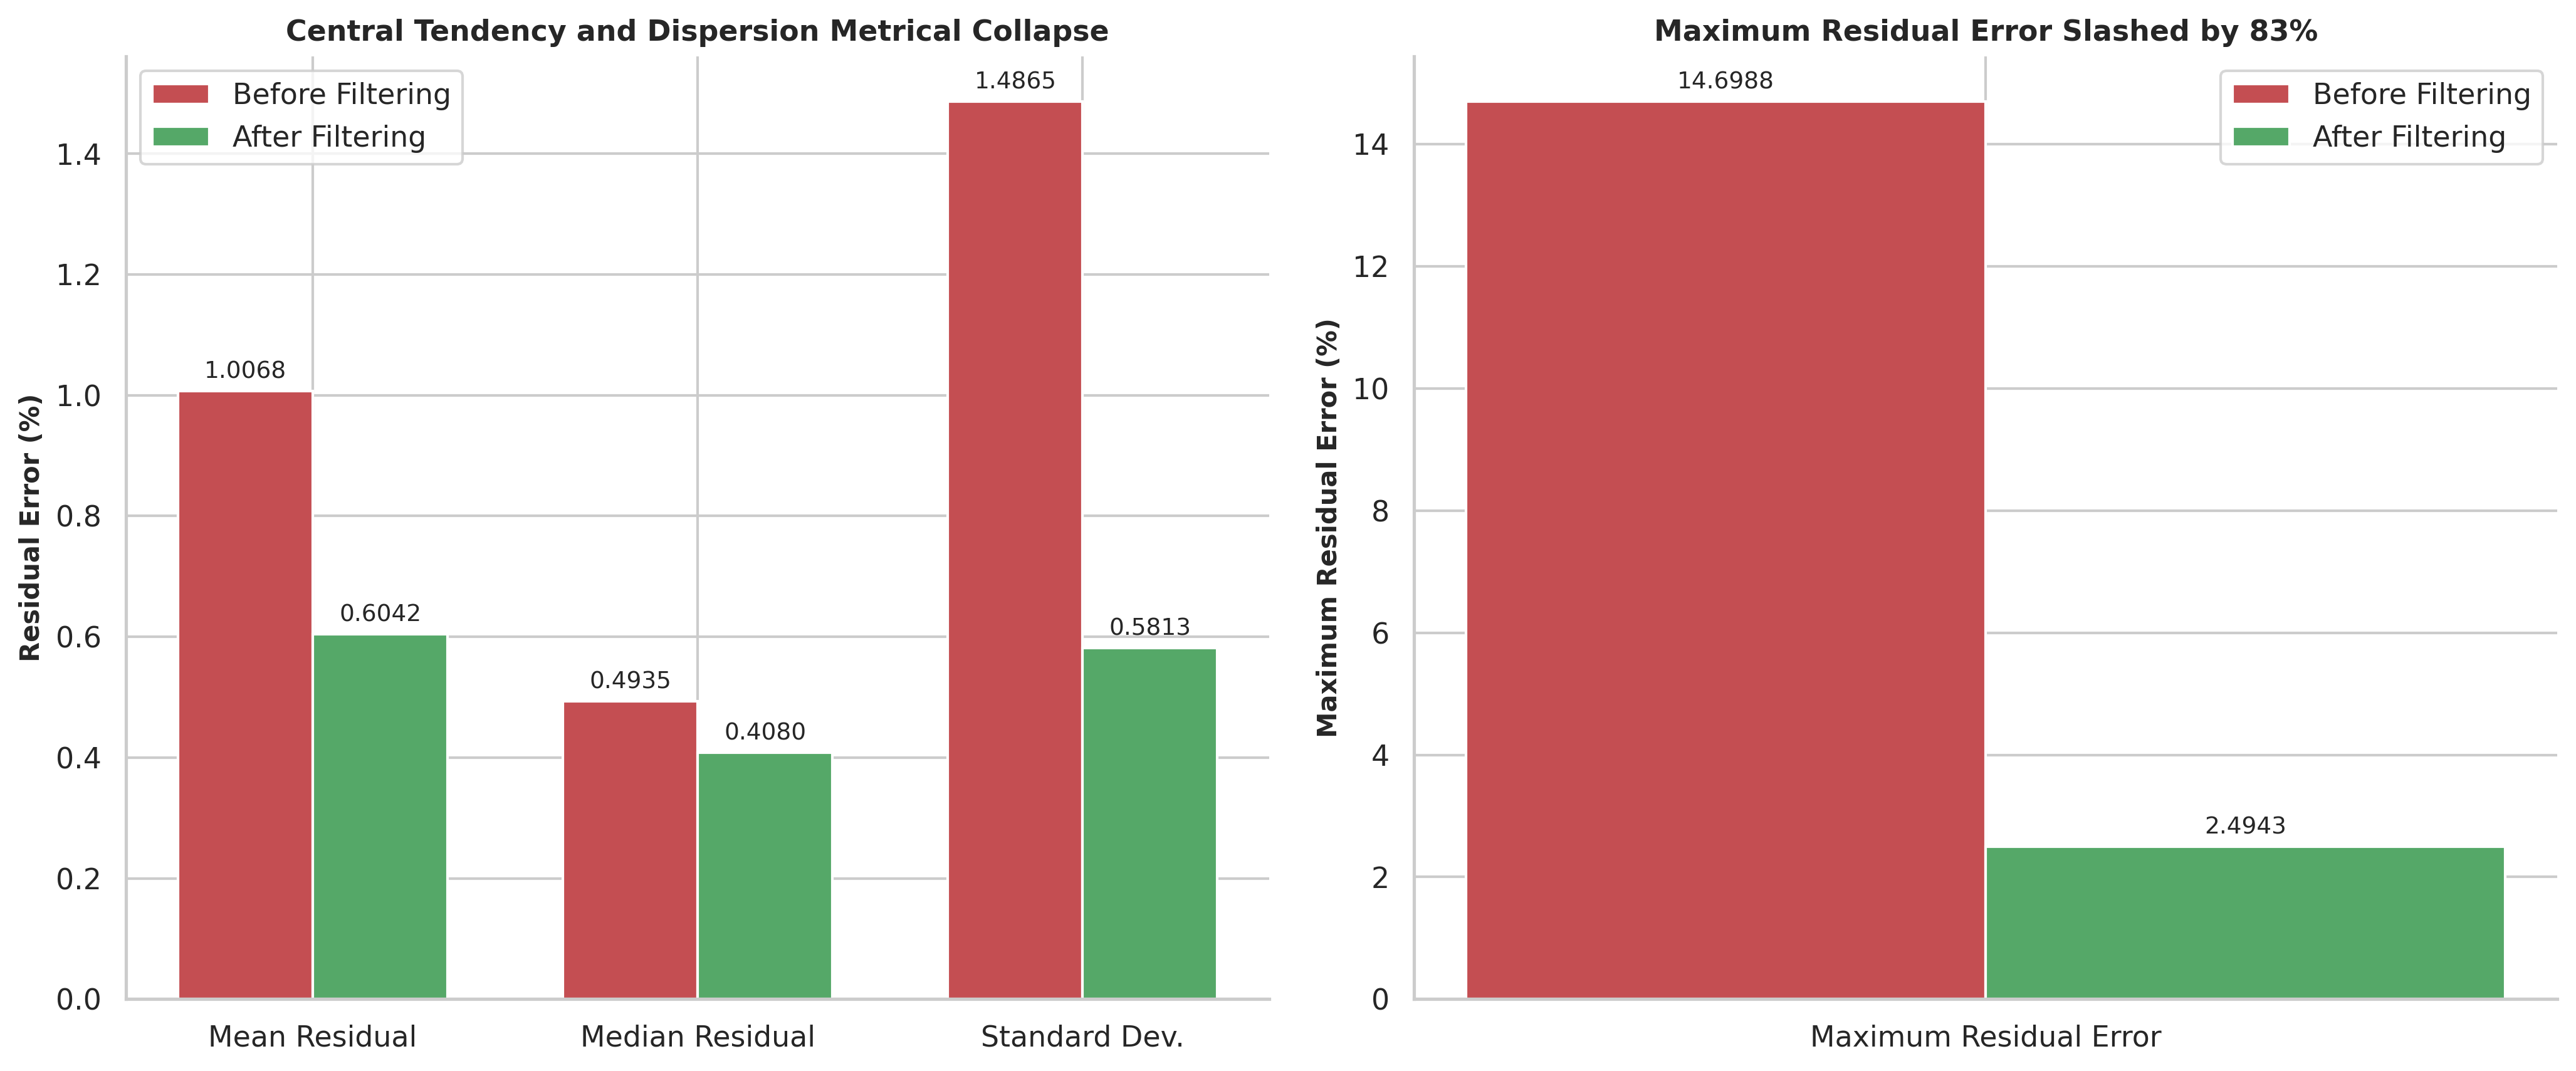 Central Tendency and Dispersion Metrical Collapse
Before Filtering
After Filtering
Residual Error (%)
1.4
1.2
1.0
0.8
0.6
0.4
0.2
0.0
1.0068
0.6042
0.4935
0.4080
1.4865
0.5813
Mean Residual
Median Residual
Standard Dev.
Maximum Residual Error Slashed by 83%
Before Filtering
After Filtering
Maximum Residual Error (%)
14
12
10
8
6
4
2
0
14.6988
2.4943
Maximum Residual Error